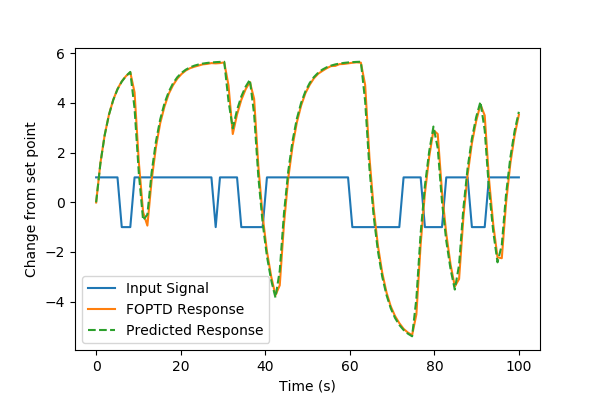 Change from set point
6
4
2
0
−2
−4
Input Signal
FOPTD Response
Predicted Response
0
20
40
60
80
100
Time (s)